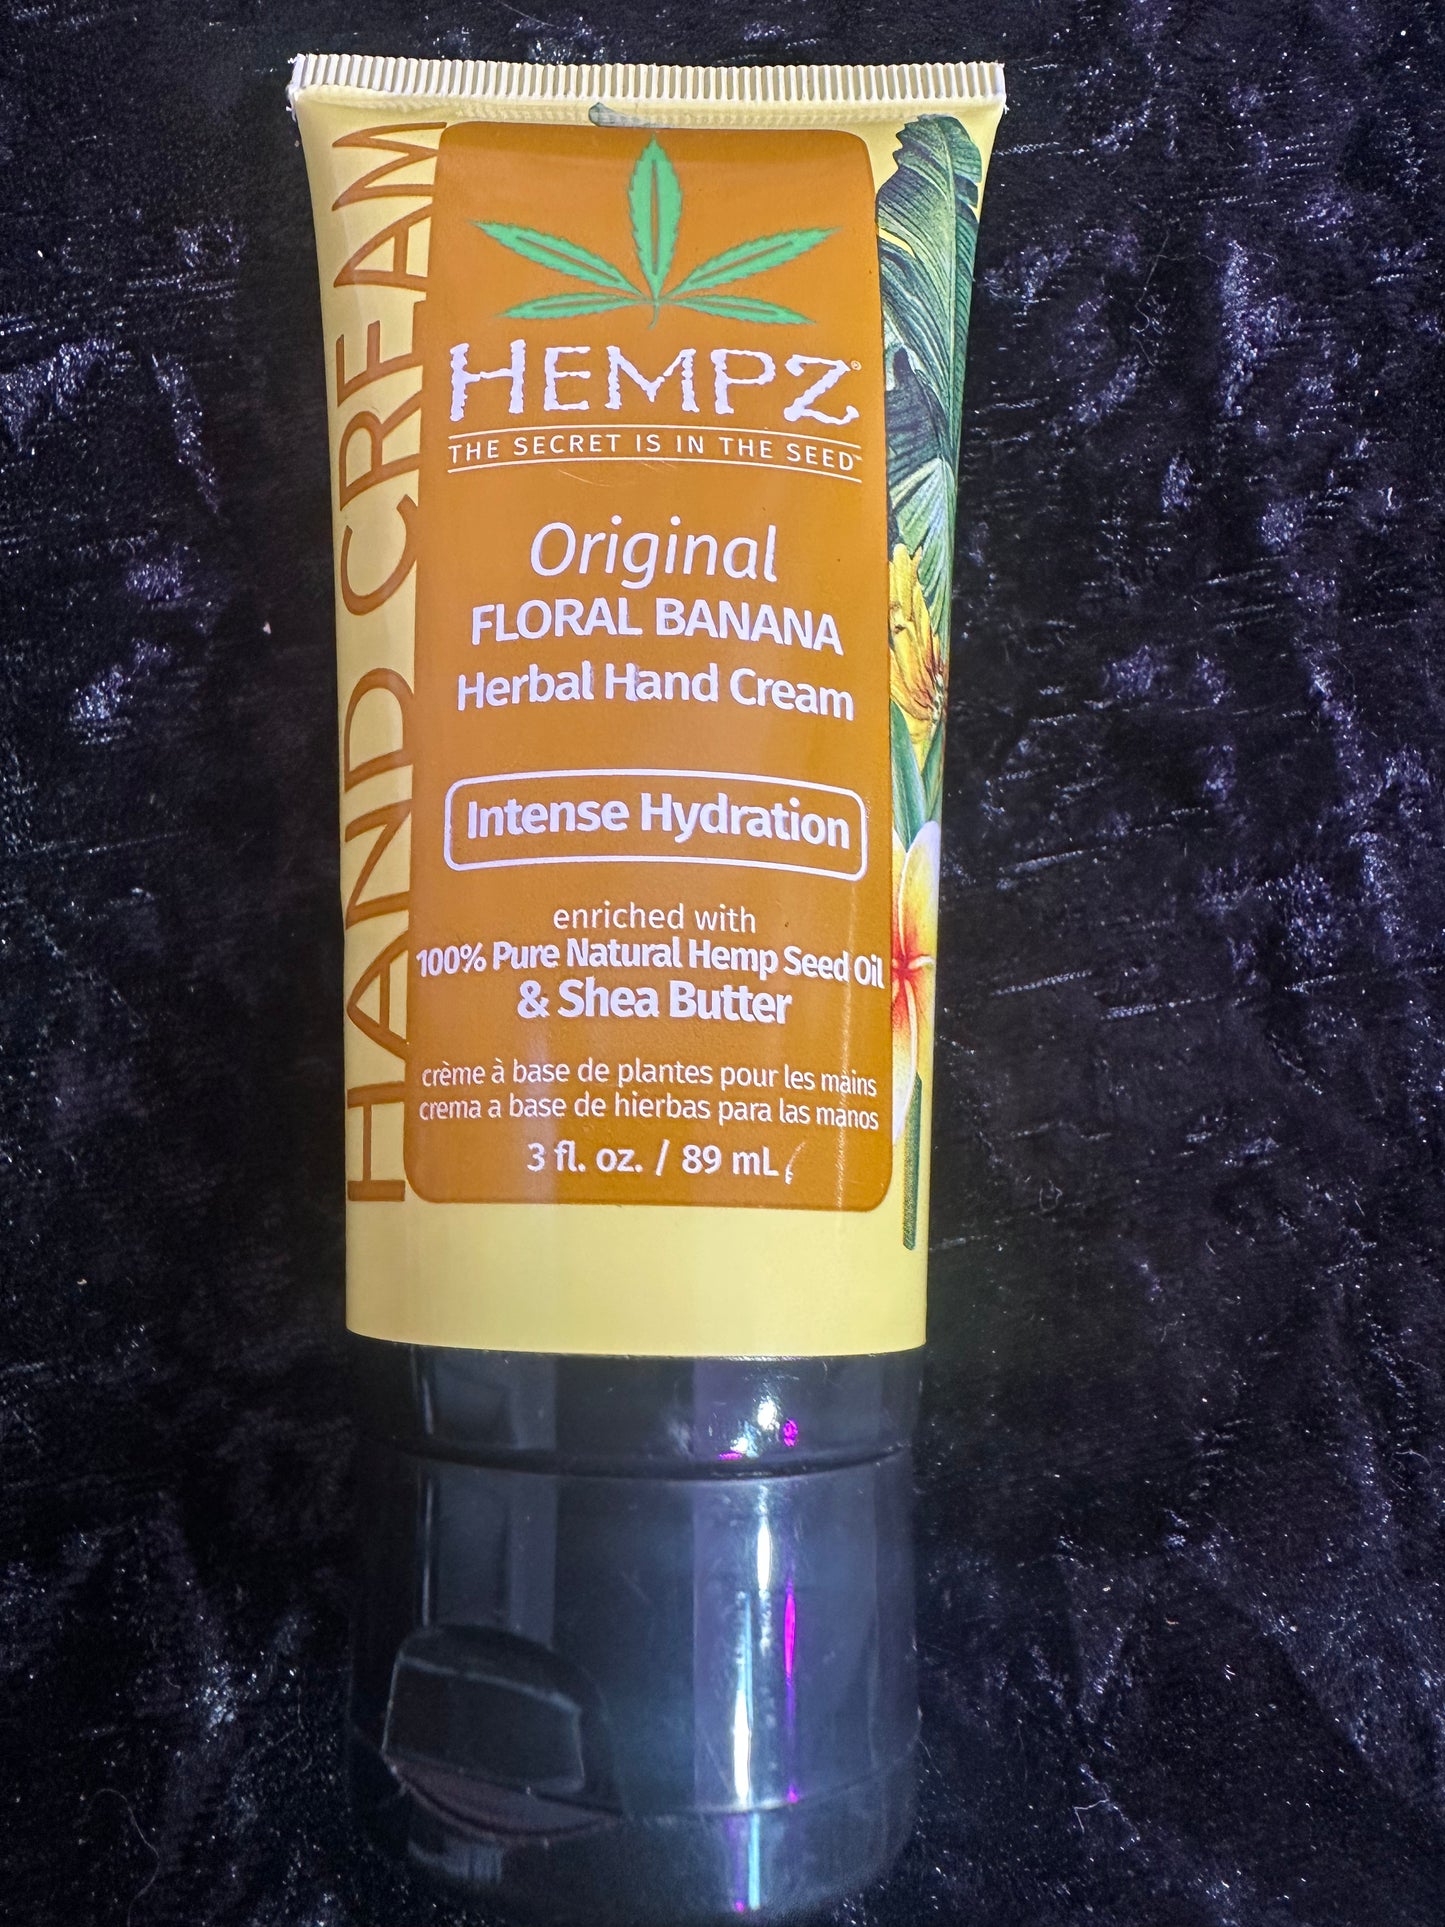 HAND CREAM
HEMPZ®
THE SECRET IS IN THE SEED™
Original
FLORAL BANANA
Herbal Hand Cream
Intense Hydration
enriched with
100% Pure Natural Hemp Seed Oil
& Shea Butter
crème à base de plantes pour les mains
crema a base de hierbas para las manos
3 fl. oz. / 89 mL